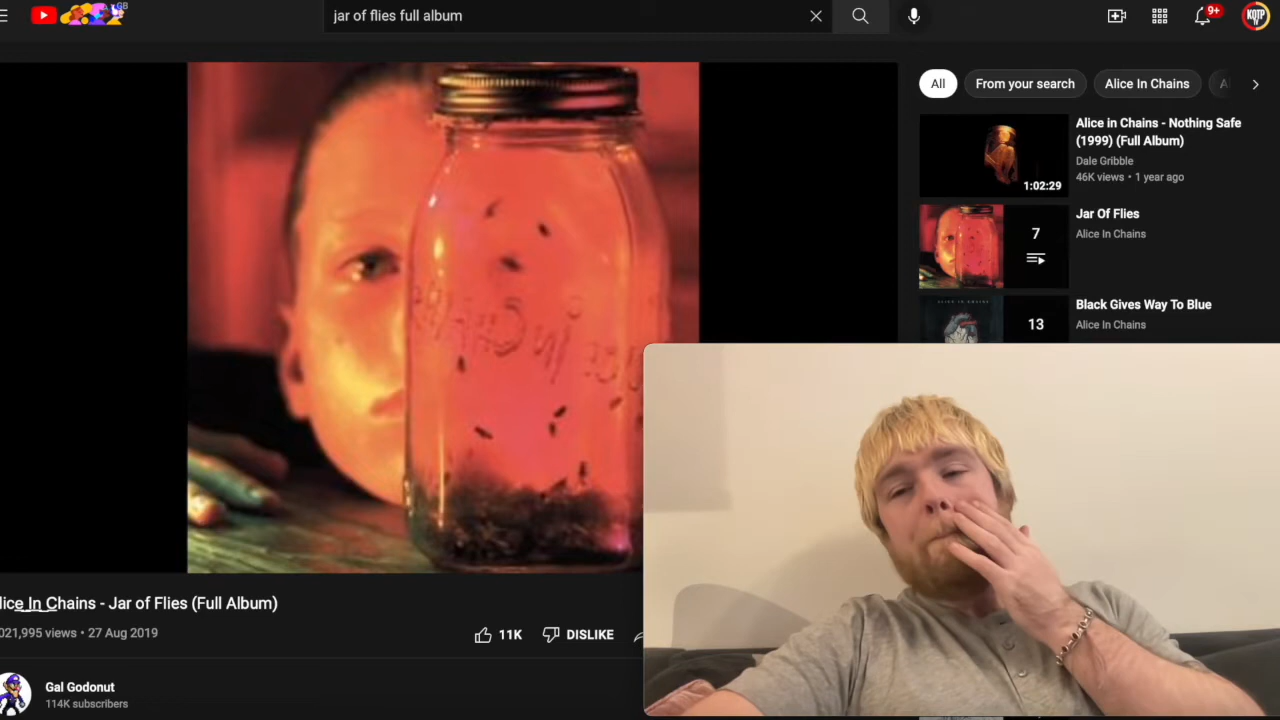 GB
jar of flies full album
9+
KOTP
TV
All
From your search
Alice In Chains
A
Alice in Chains - Nothing Safe
(1999) (Full Album)
Dale Gribble
46K views • 1 year ago
1:02:29
Jar Of Flies
Alice In Chains
7
Black Gives Way To Blue
Alice In Chains
13
lice In Chains - Jar of Flies (Full Album)
021,995 views • 27 Aug 2019
11K
DISLIKE
Gal Godonut
114K subscribers